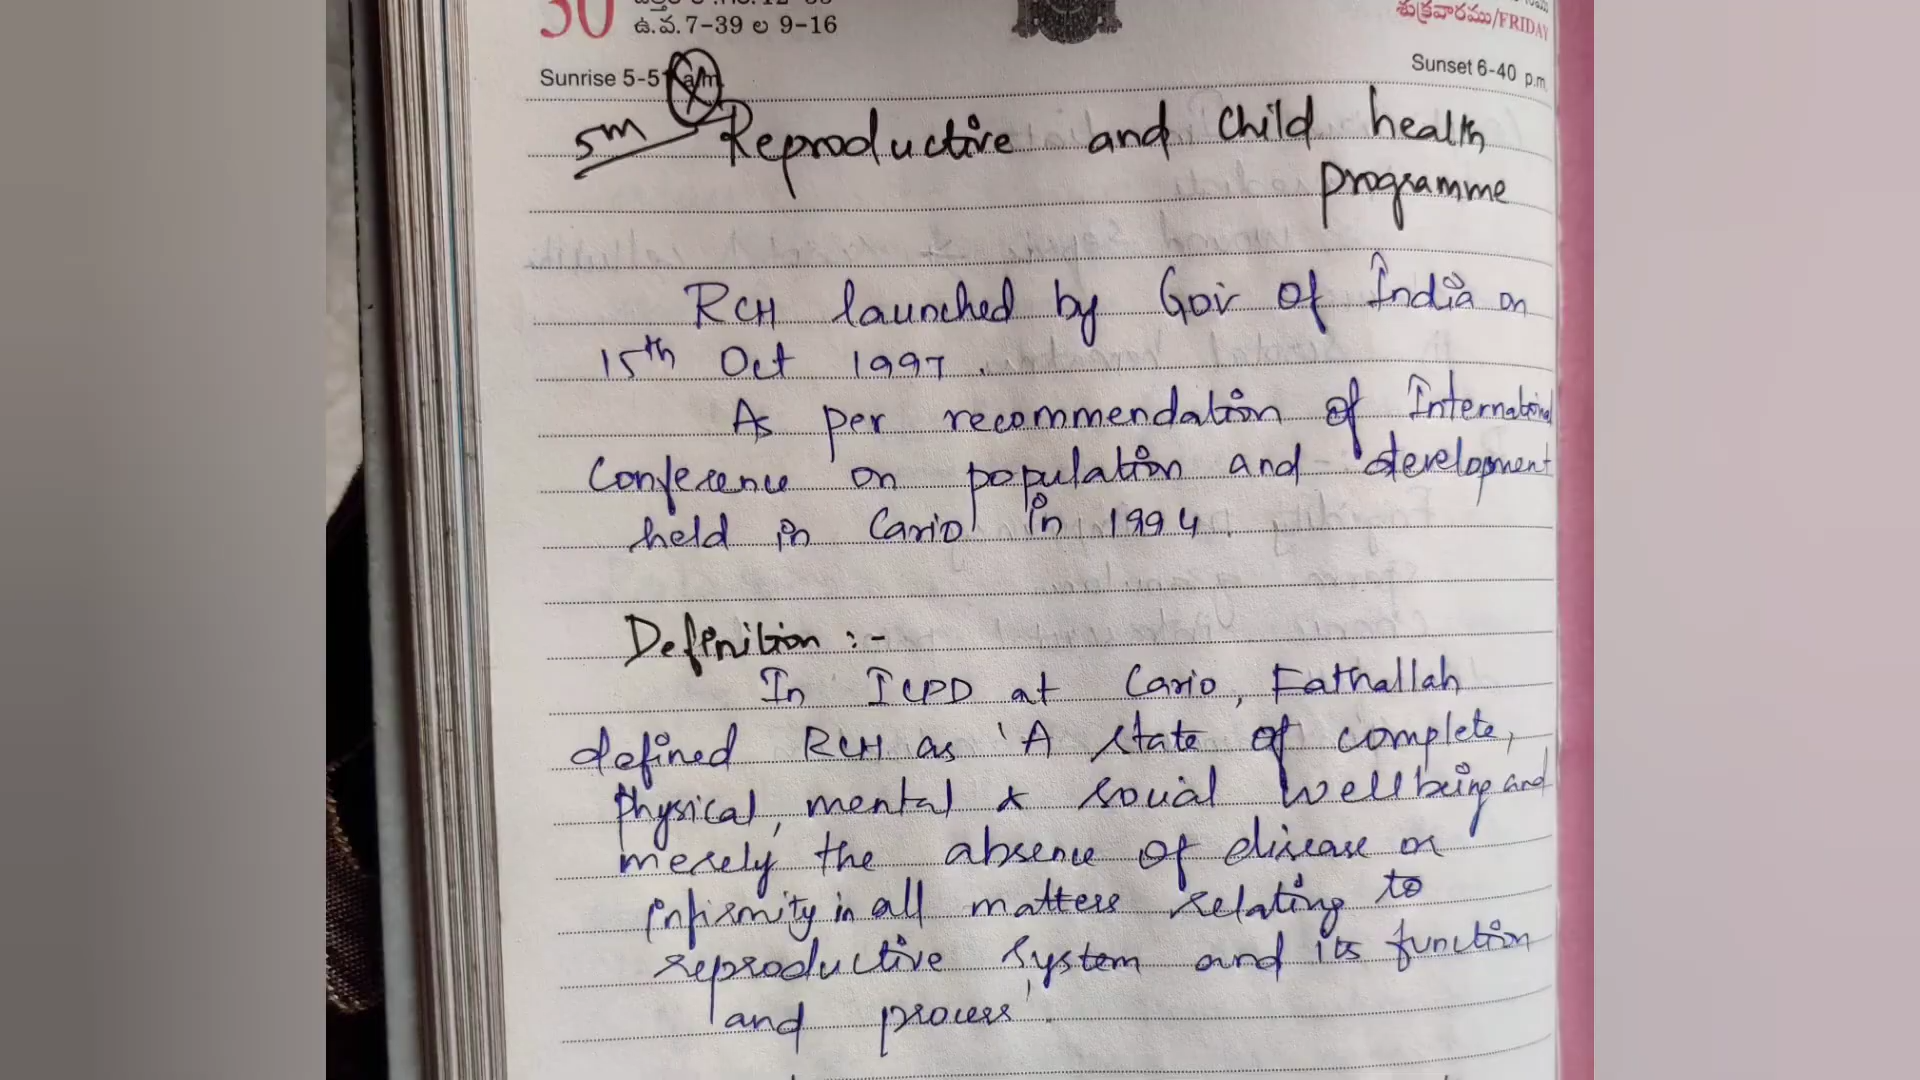 30
ఉ.వ.7-39 ల 9-16
శుక్రవారము/FRIDAY
Sunrise 5-51 a/m
Sunset 6-40 p.m.
5m Reproductive and child health
programme
RCH launched by Gov of India on
15th Oct 1997.
As per recommendation of International
Conference on population and development
held in Cario in 1994
Definition :-
In ICPD at Cario, Fathallah
defined RCH as 'A state of complete,
physical, mental & social wellbeing and
merely the absence of disease or
infirmity in all matters relating to
reproductive system and its function
and process'.